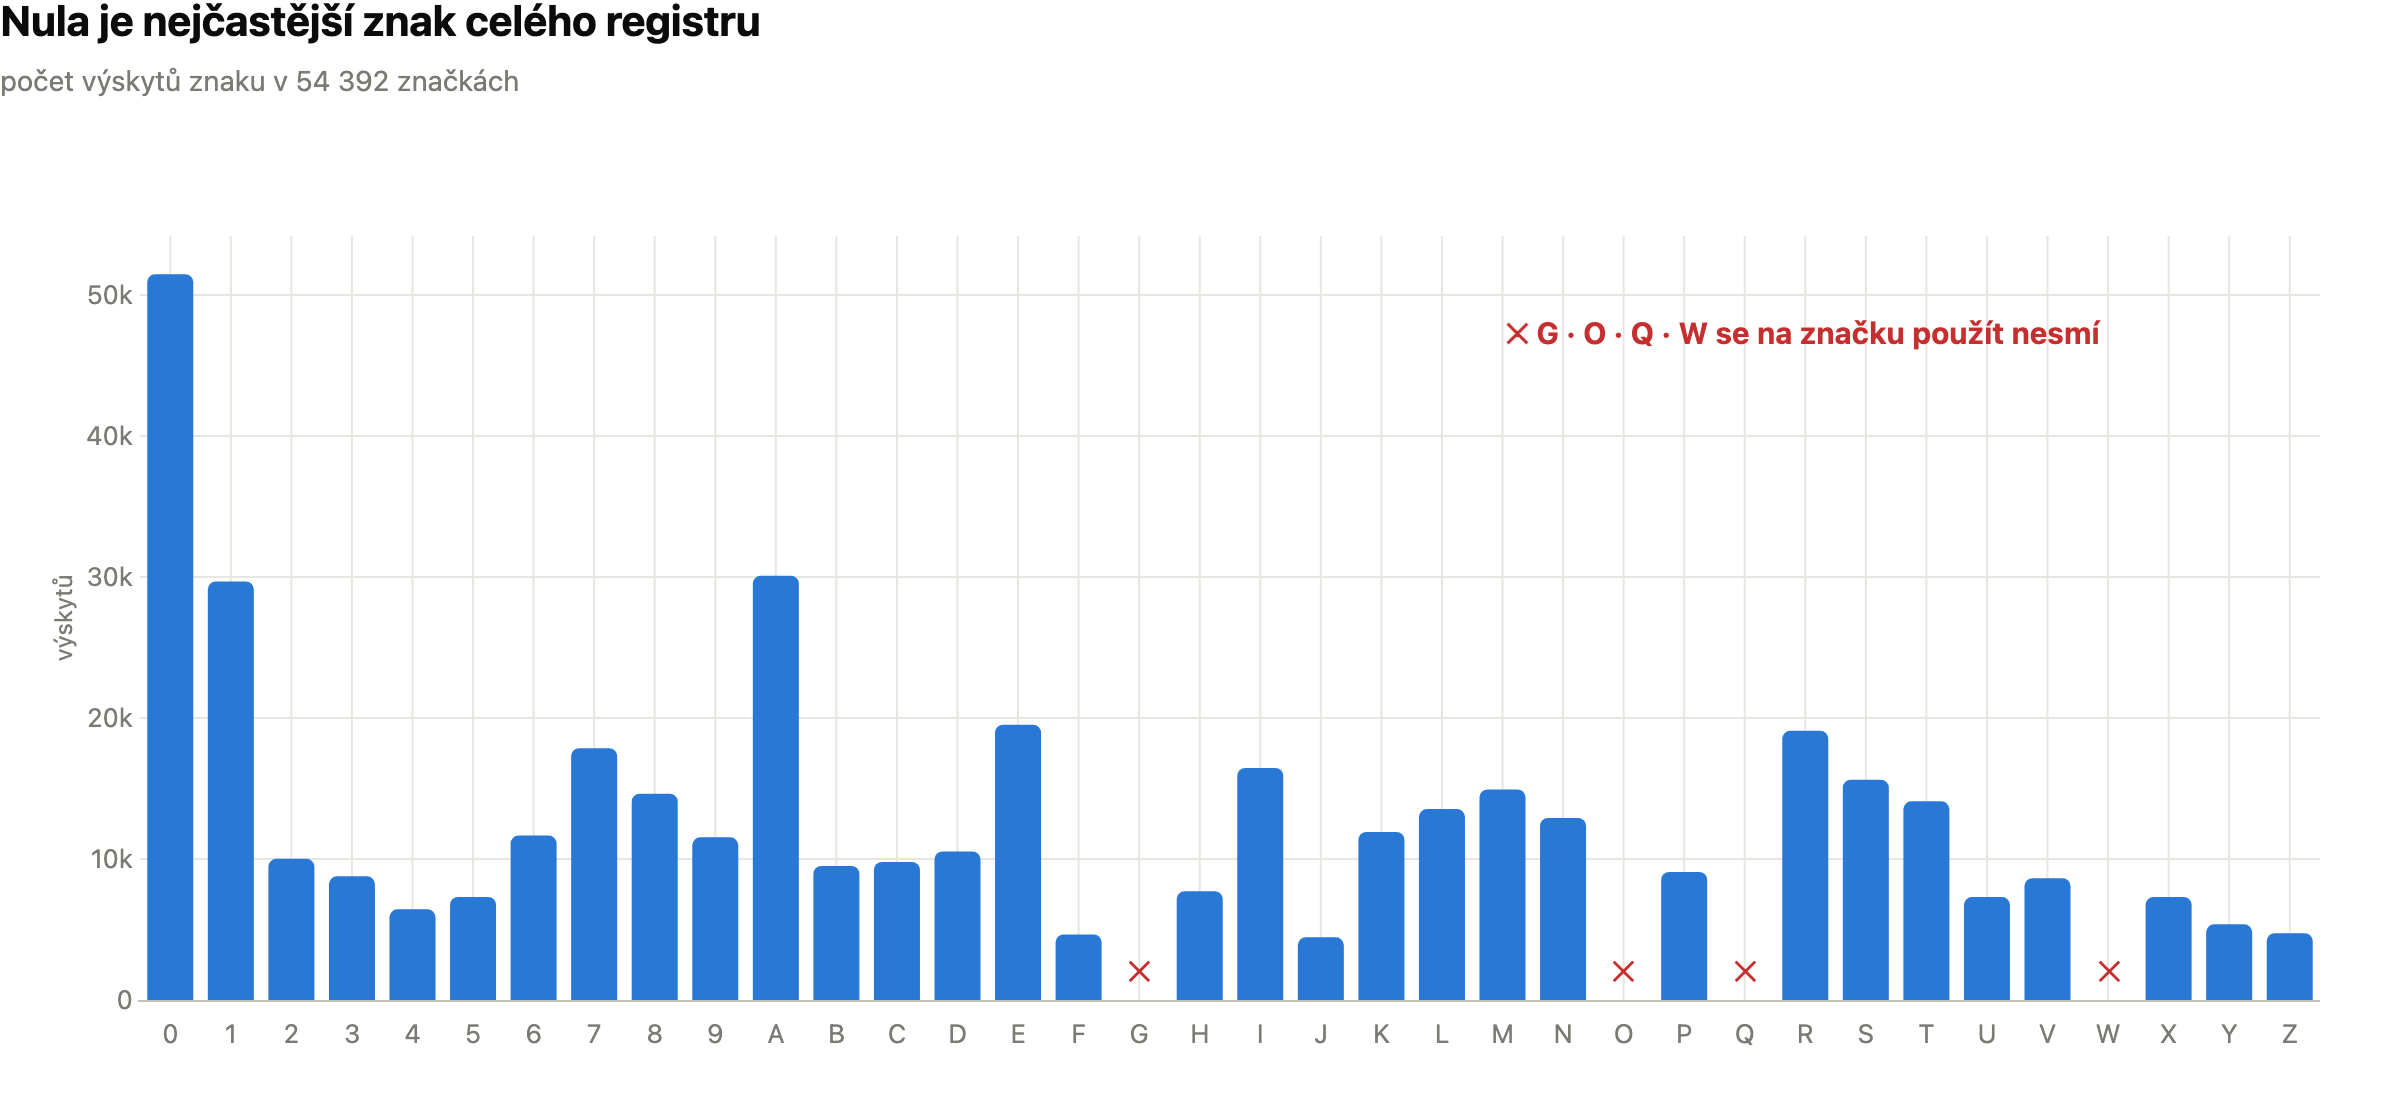 Nula je nejčastější znak celého registru
počet výskytů znaku v 54 392 značkách
50k
× G · O · Q · W se na značku použít nesmí
40k
30k
výskytů
20k
10k
0
0 1 2 3 4 5 6 7 8 9 A B C D E F G H I J K L M N O P Q R S T U V W X Y Z